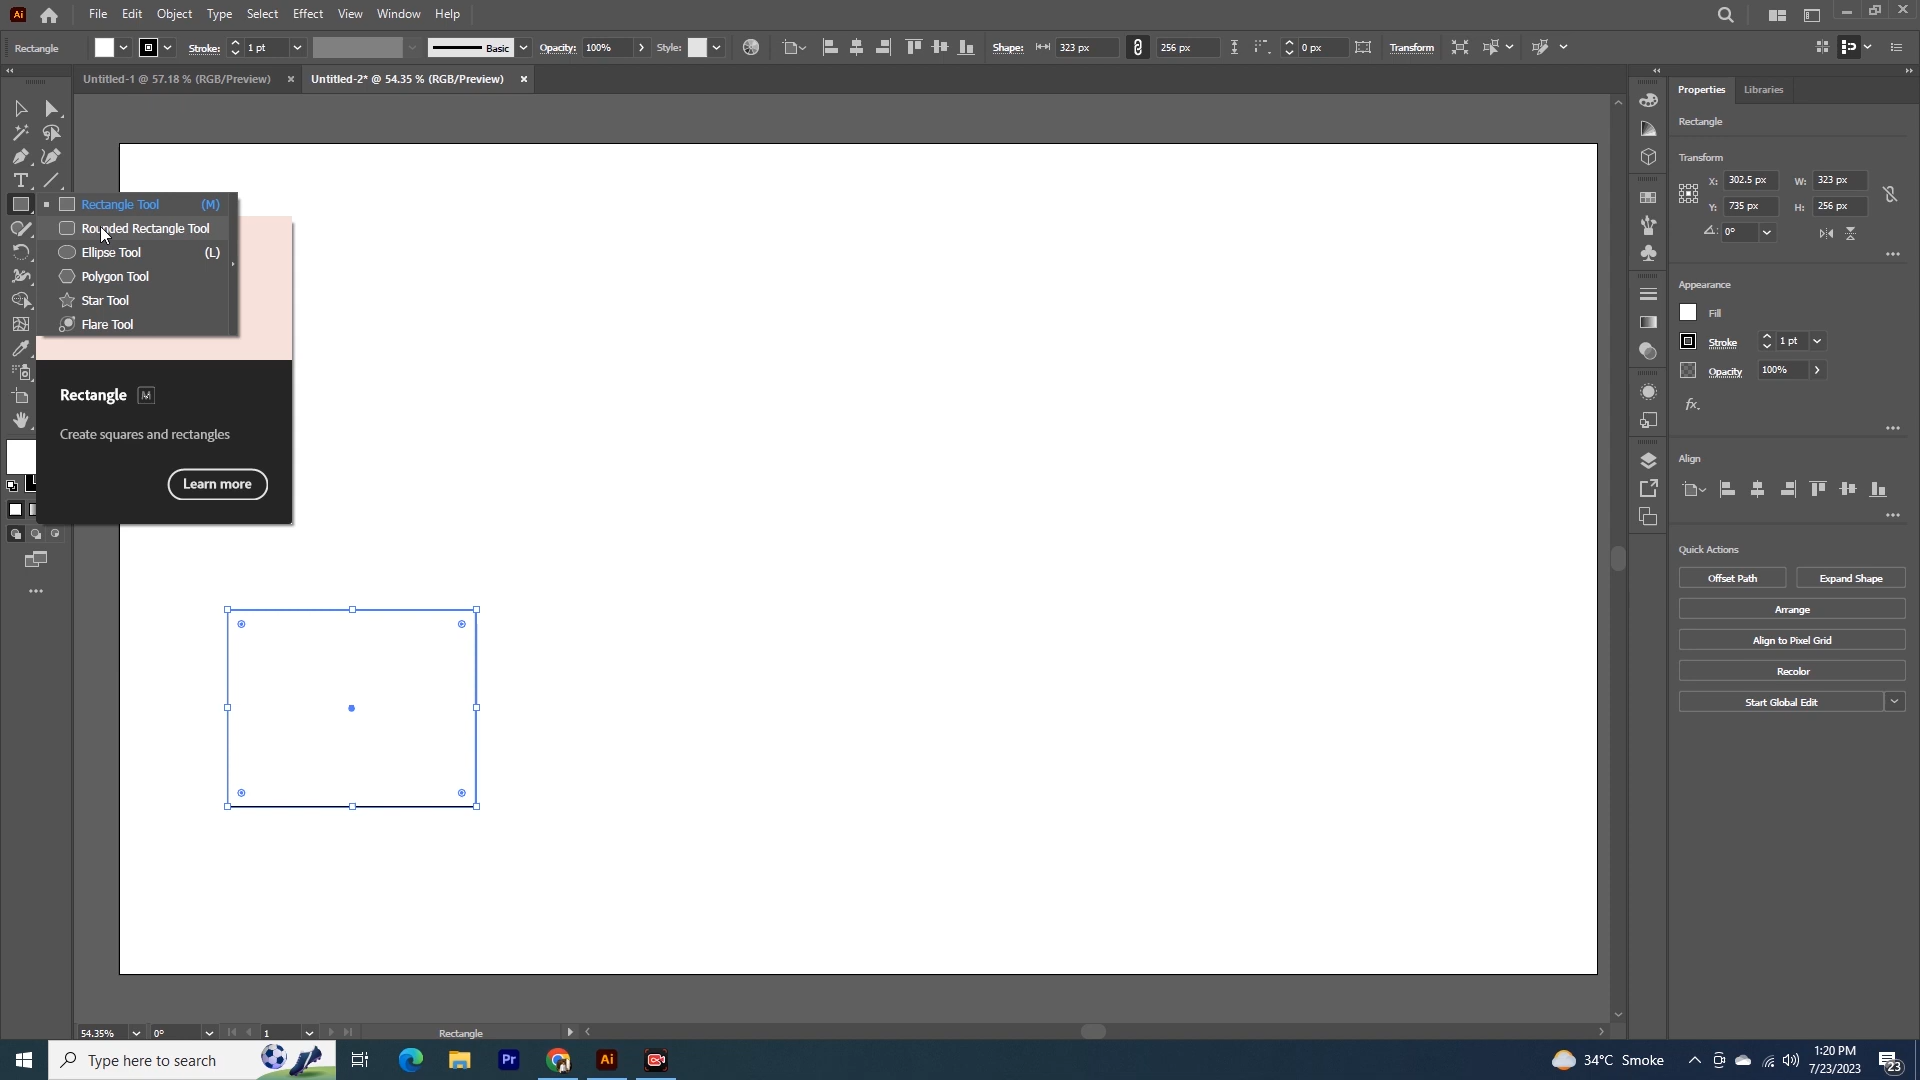 Ai File Edit Object Type Select Effect View Window Help
Rectangle Stroke: 1 pt Basic Opacity: 100% Style: Shape: 323 px 256 px 0 px Transform
Untitled-1 @ 57.18 % (RGB/Preview) Untitled-2* @ 54.35 % (RGB/Preview)
Properties Libraries
Rectangle
Transform
X: 302.5 px W: 323 px
Y: 735 px H: 256 px
0°
Appearance
Fill
Stroke 1 pt
Opacity 100%
fx.
Align
Quick Actions
Offset Path Expand Shape
Arrange
Align to Pixel Grid
Recolor
Start Global Edit
Rectangle Tool (M)
Rounded Rectangle Tool
Ellipse Tool (L)
Polygon Tool
Star Tool
Flare Tool
Rectangle M
Create squares and rectangles
Learn more
54.35% 0° 1 Rectangle
Type here to search Pr Ai 34°C Smoke 1:20 PM
7/23/2023 23